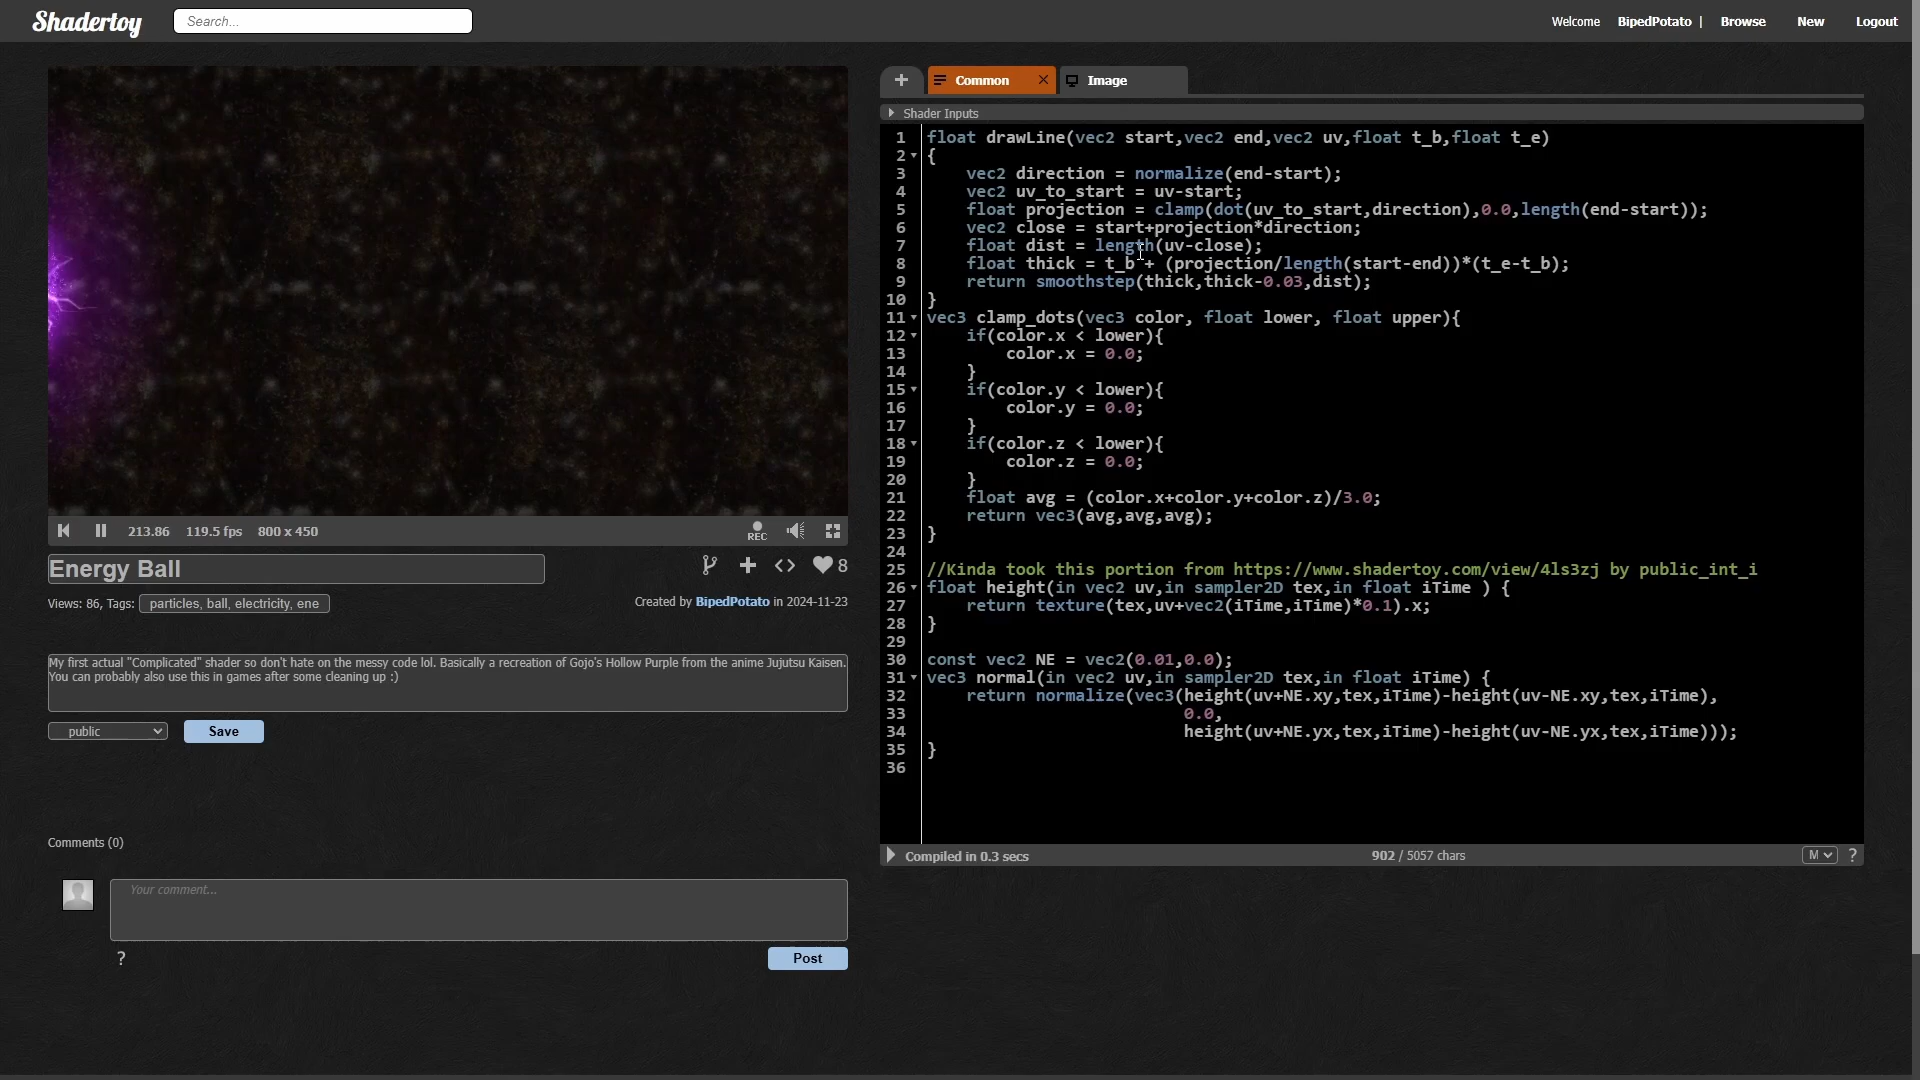 Shadertoy
Search...
Welcome BipedPotato | Browse New Logout
213.86 119.5 fps 800 x 450
REC
Energy Ball
8
Views: 86, Tags: particles, ball, electricity, ene
Created by BipedPotato in 2024-11-23
My first actual "Complicated" shader so don't hate on the messy code lol. Basically a recreation of Gojo's Hollow Purple from the anime Jujutsu Kaisen.
You can probably also use this in games after some cleaning up :)
public
Save
Comments (0)
Your comment...
?
Post
+ Common × Image
Shader Inputs
1 float drawLine(vec2 start,vec2 end,vec2 uv,float t_b,float t_e)
2 {
3 vec2 direction = normalize(end-start);
4 vec2 uv_to_start = uv-start;
5 float projection = clamp(dot(uv_to_start,direction),0.0,length(end-start));
6 vec2 close = start+projection*direction;
7 float dist = length(uv-close);
8 float thick = t_b + (projection/length(start-end))*(t_e-t_b);
9 return smoothstep(thick,thick-0.03,dist);
10 }
11 vec3 clamp_dots(vec3 color, float lower, float upper){
12 if(color.x < lower){
13 color.x = 0.0;
14 }
15 if(color.y < lower){
16 color.y = 0.0;
17 }
18 if(color.z < lower){
19 color.z = 0.0;
20 }
21 float avg = (color.x+color.y+color.z)/3.0;
22 return vec3(avg,avg,avg);
23 }
24
25 //Kinda took this portion from https://www.shadertoy.com/view/4ls3zj by public_int_i
26 float height(in vec2 uv,in sampler2D tex,in float iTime ) {
27 return texture(tex,uv+vec2(iTime,iTime)*0.1).x;
28 }
29
30 const vec2 NE = vec2(0.01,0.0);
31 vec3 normal(in vec2 uv,in sampler2D tex,in float iTime) {
32 return normalize(vec3(height(uv+NE.xy,tex,iTime)-height(uv-NE.xy,tex,iTime),
33 0.0,
34 height(uv+NE.yx,tex,iTime)-height(uv-NE.yx,tex,iTime)));
35 }
36
Compiled in 0.3 secs
902 / 5057 chars
M
?